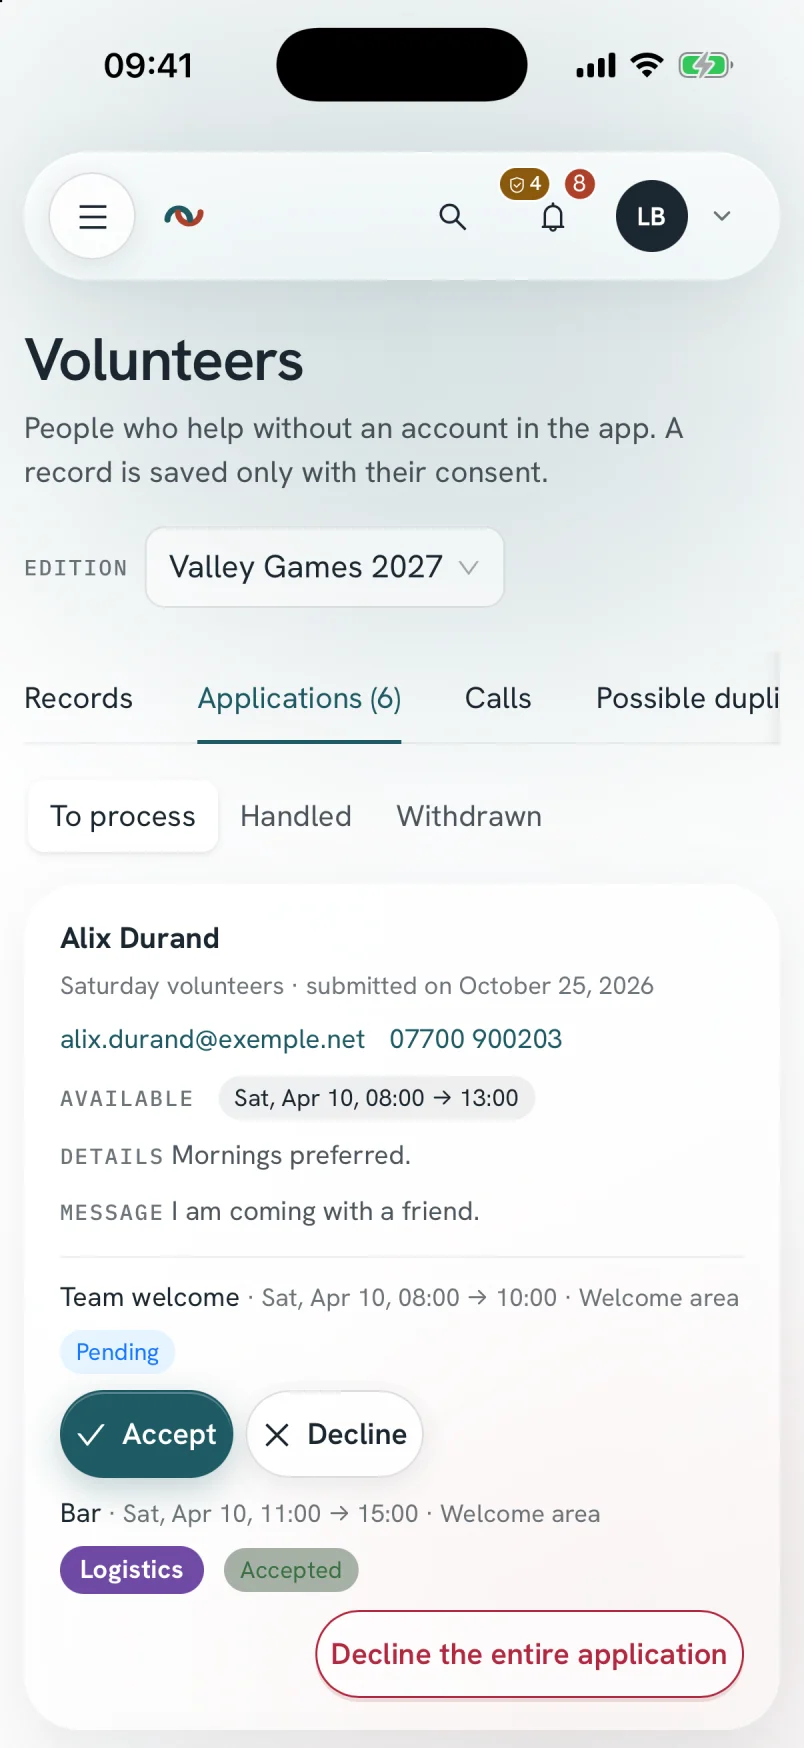 09:41
4
8
LB
Volunteers
People who help without an account in the app. A
record is saved only with their consent.
EDITION Valley Games 2027
Records Applications (6) Calls Possible dupli
To process Handled Withdrawn
Alix Durand
Saturday volunteers · submitted on October 25, 2026
alix.durand@exemple.net 07700 900203
AVAILABLE Sat, Apr 10, 08:00 → 13:00
DETAILS Mornings preferred.
MESSAGE I am coming with a friend.
Team welcome · Sat, Apr 10, 08:00 → 10:00 · Welcome area
Pending
Accept Decline
Bar · Sat, Apr 10, 11:00 → 15:00 · Welcome area
Logistics Accepted
Decline the entire application